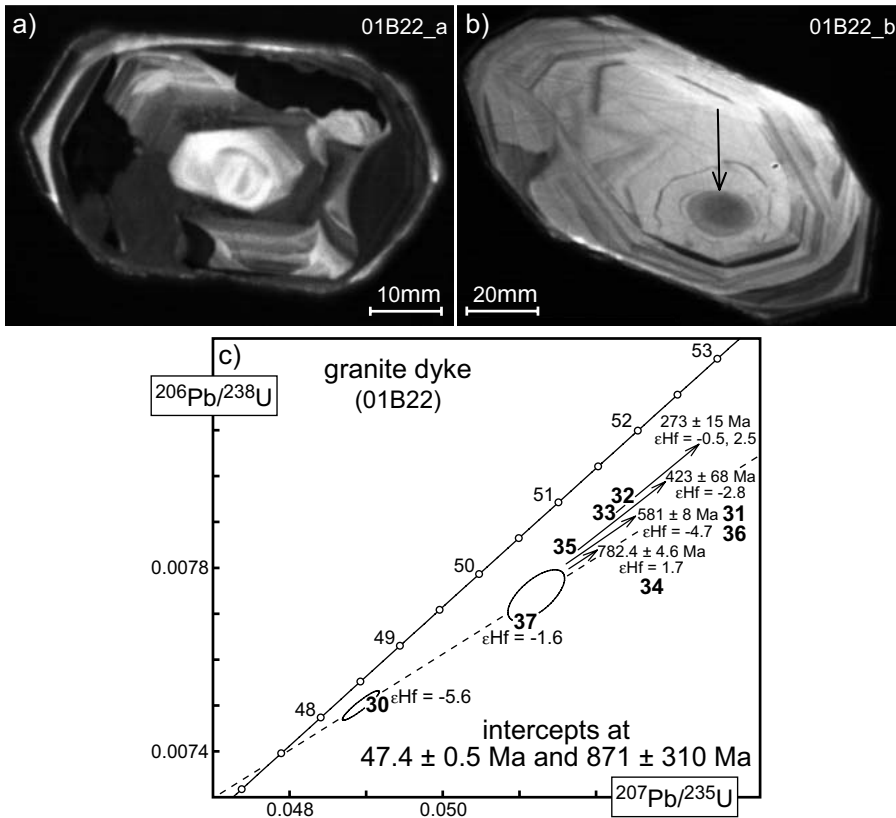 a)
01B22_a
10mm
b)
01B22_b
20mm
c)
granite dyke
(01B22)
²⁰⁶Pb/²³⁸U
53
52
51
50
49
48
273 ± 15 Ma
εHf = -0.5, 2.5
32
33
423 ± 68 Ma
εHf = -2.8
31
581 ± 8 Ma
36
εHf = -4.7
35
782.4 ± 4.6 Ma
εHf = 1.7
34
37
εHf = -1.6
30
εHf = -5.6
0.0078
0.0074
intercepts at
47.4 ± 0.5 Ma and 871 ± 310 Ma
²⁰⁷Pb/²³⁵U
0.048
0.050